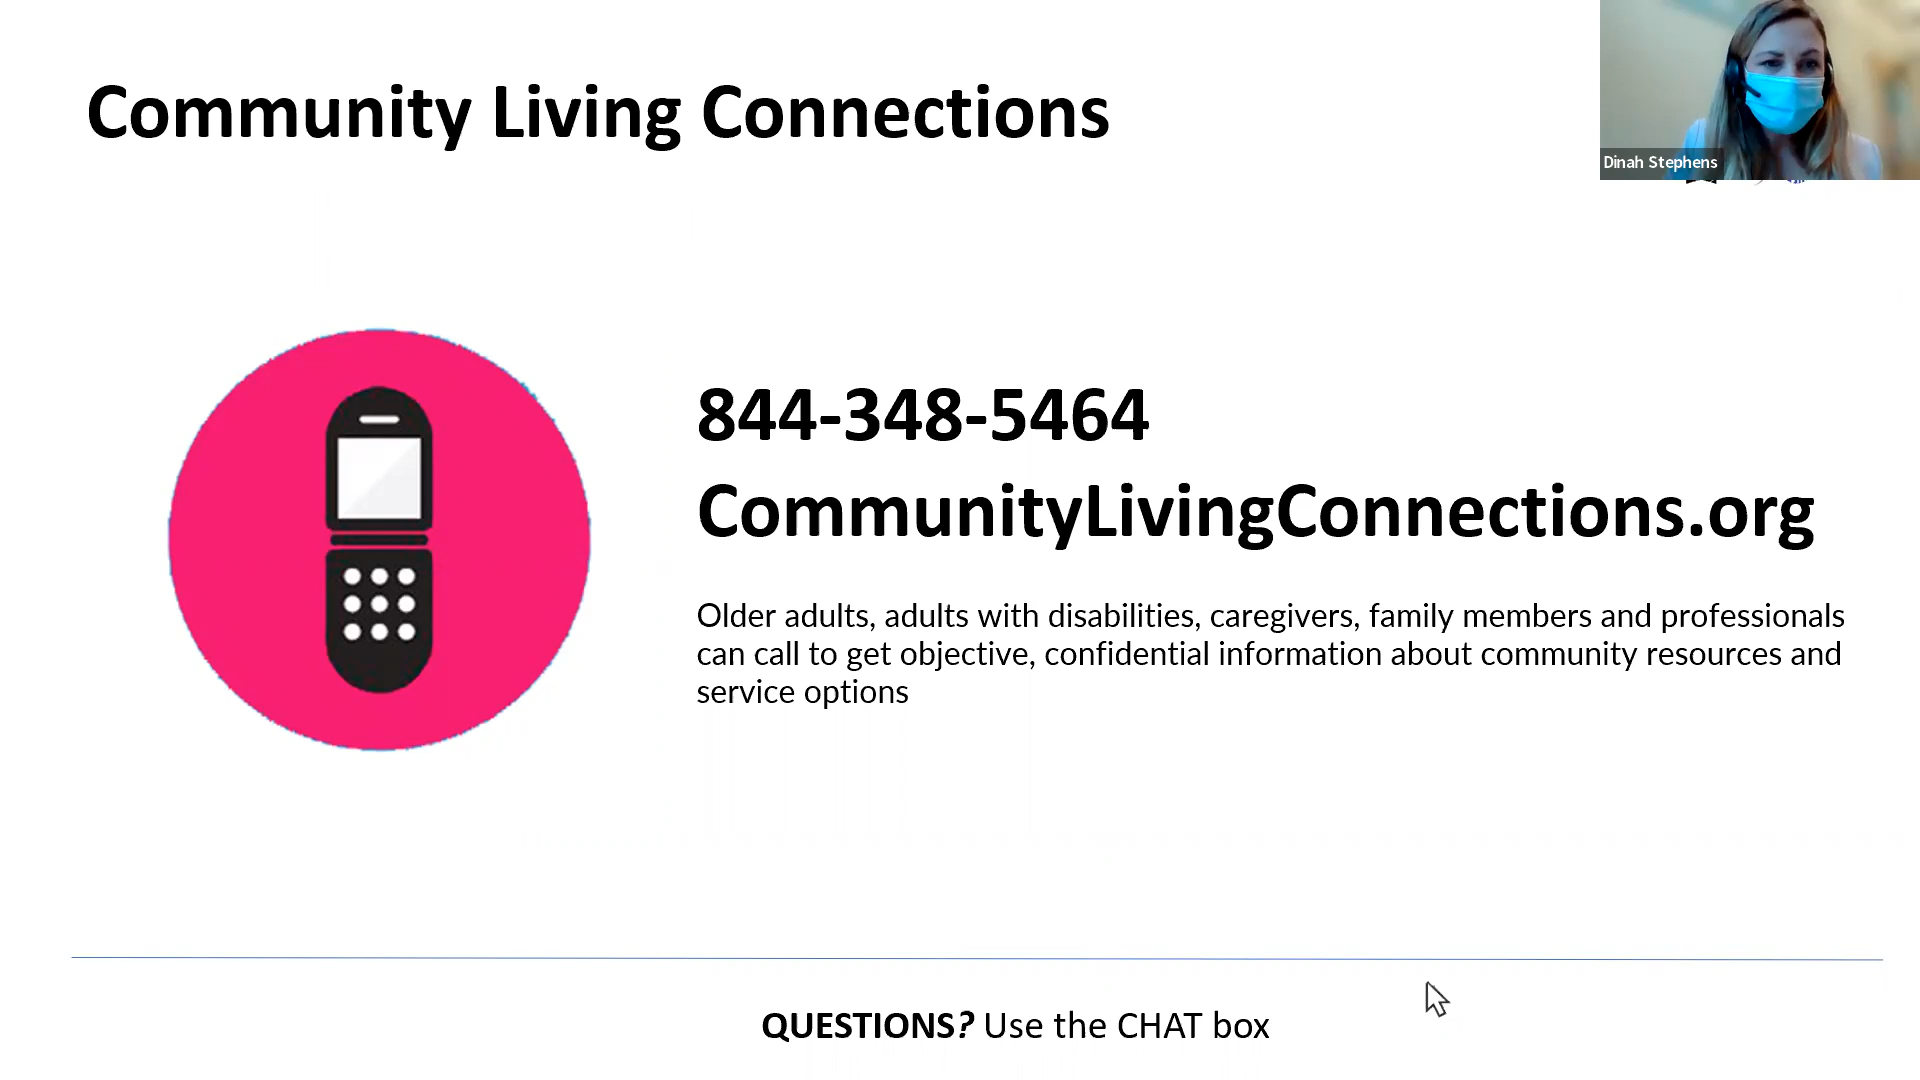 Community Living Connections
Dinah Stephens
844-348-5464
CommunityLivingConnections.org
Older adults, adults with disabilities, caregivers, family members and professionals
can call to get objective, confidential information about community resources and
service options
QUESTIONS? Use the CHAT box